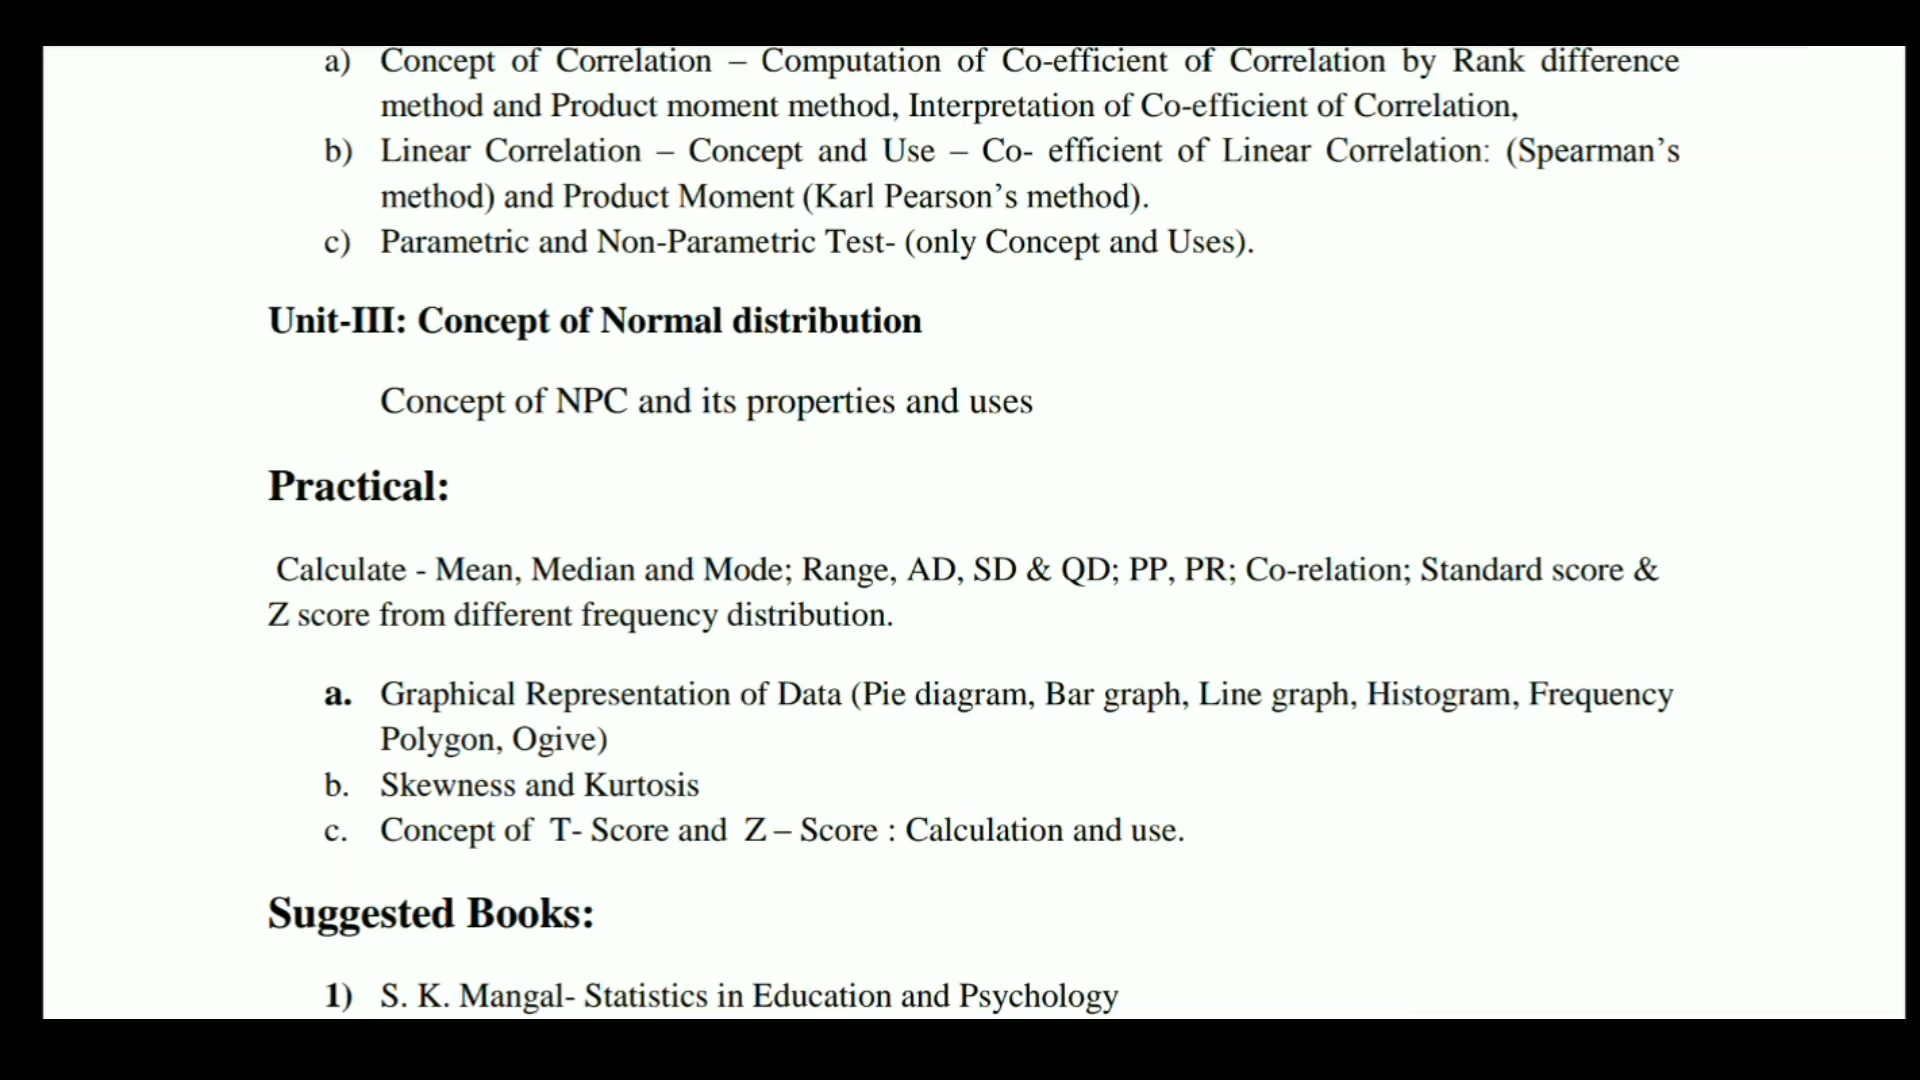 a) Concept of Correlation – Computation of Co-efficient of Correlation by Rank difference
method and Product moment method, Interpretation of Co-efficient of Correlation,
b) Linear Correlation – Concept and Use – Co- efficient of Linear Correlation: (Spearman’s
method) and Product Moment (Karl Pearson’s method).
c) Parametric and Non-Parametric Test- (only Concept and Uses).
Unit-III: Concept of Normal distribution
Concept of NPC and its properties and uses
Practical:
Calculate - Mean, Median and Mode; Range, AD, SD & QD; PP, PR; Co-relation; Standard score &
Z score from different frequency distribution.
a. Graphical Representation of Data (Pie diagram, Bar graph, Line graph, Histogram, Frequency
Polygon, Ogive)
b. Skewness and Kurtosis
c. Concept of T- Score and Z – Score : Calculation and use.
Suggested Books:
1) S. K. Mangal- Statistics in Education and Psychology